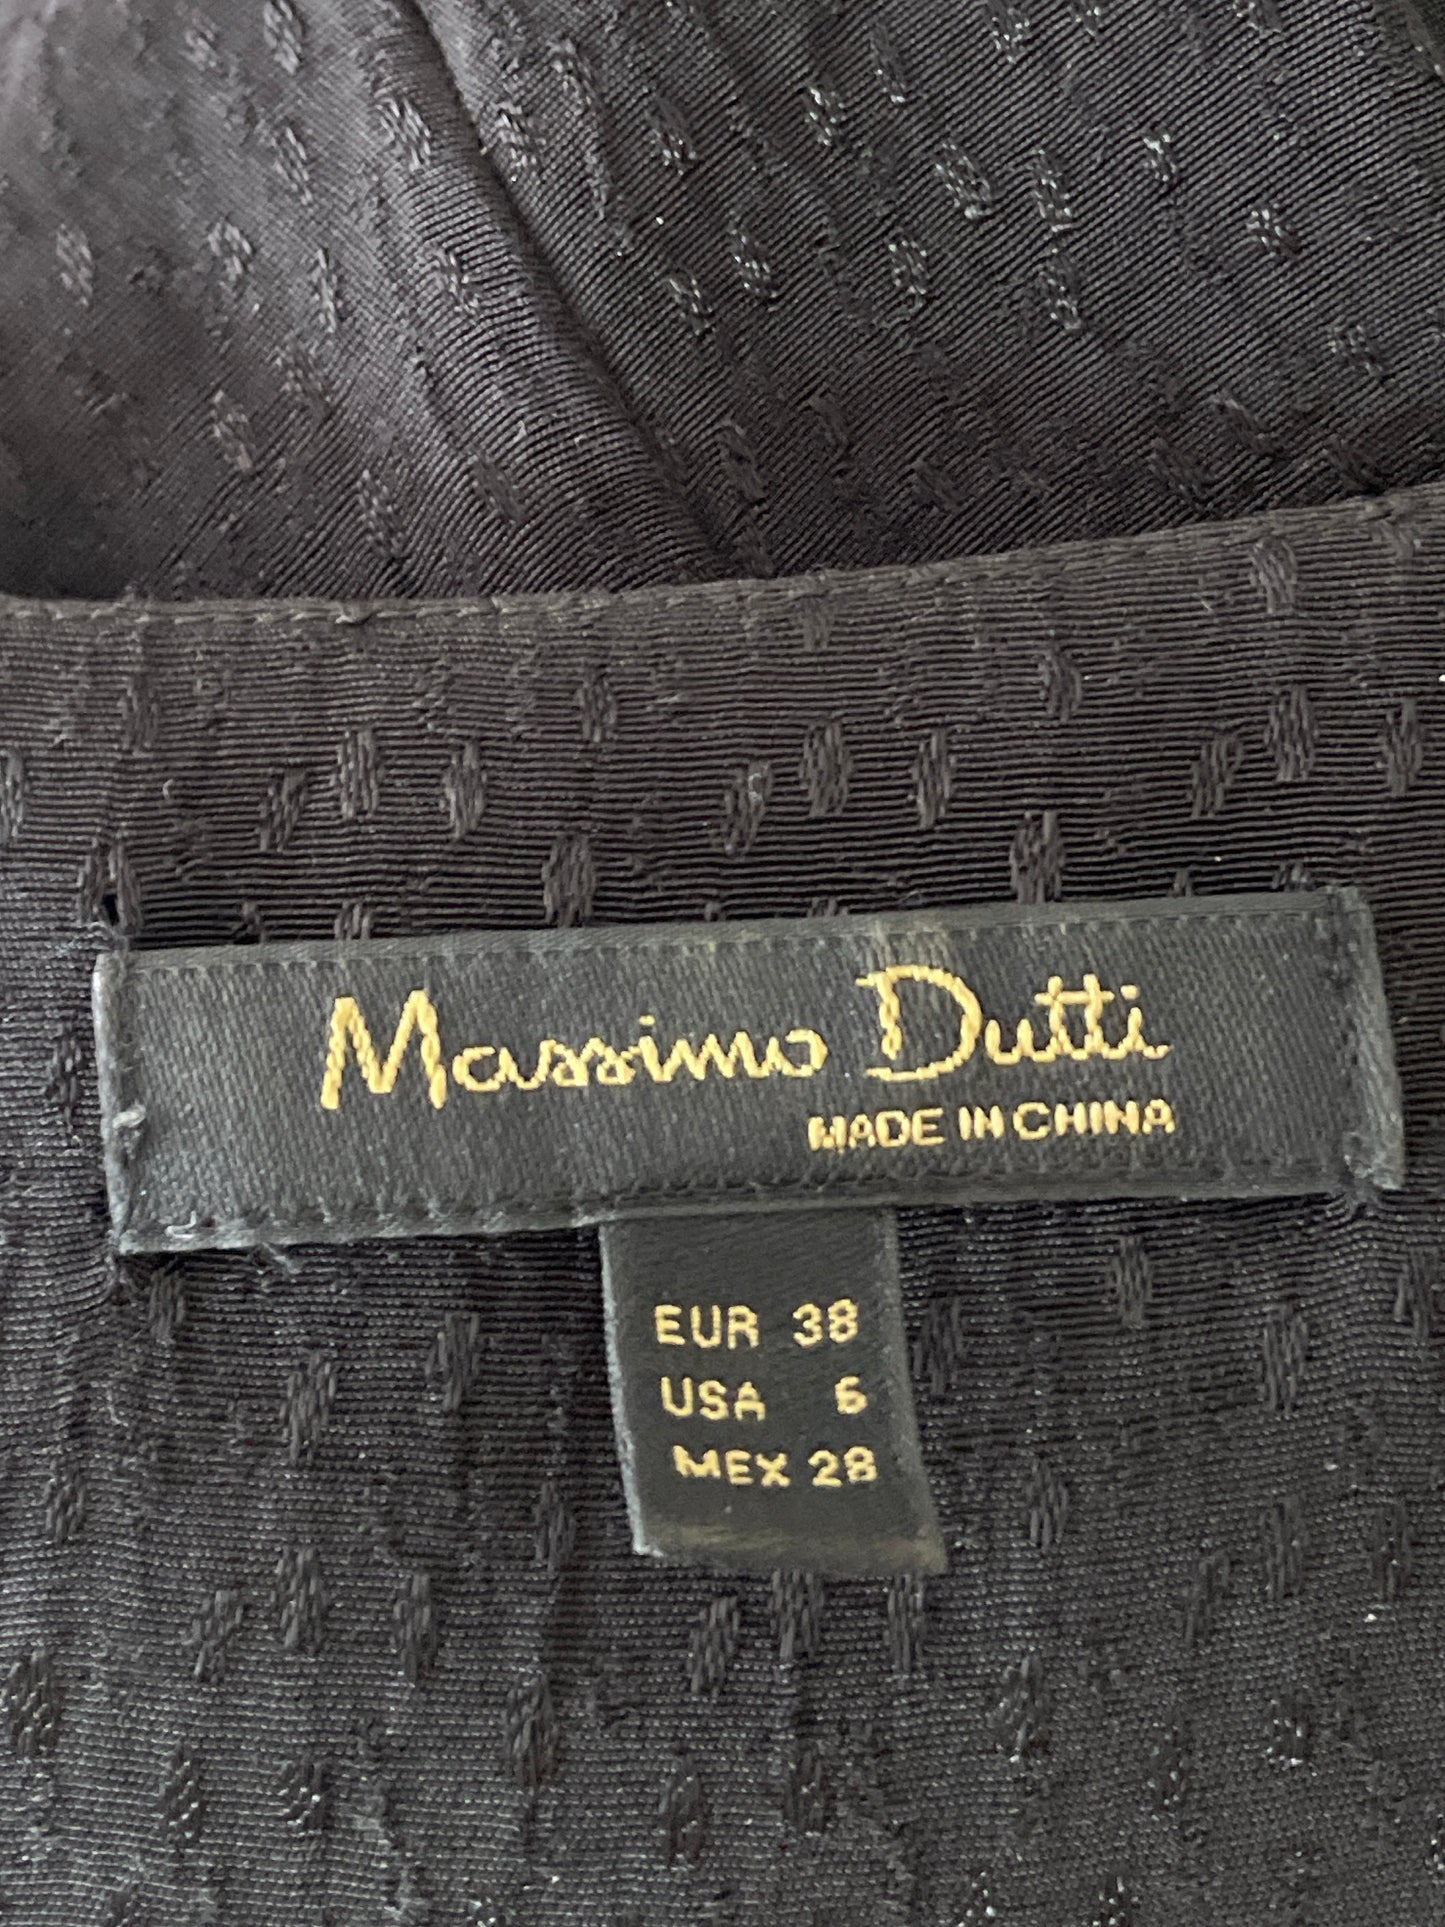 Massimo Dutti
MADE IN CHINA
EUR 38
USA 6
MEX 28